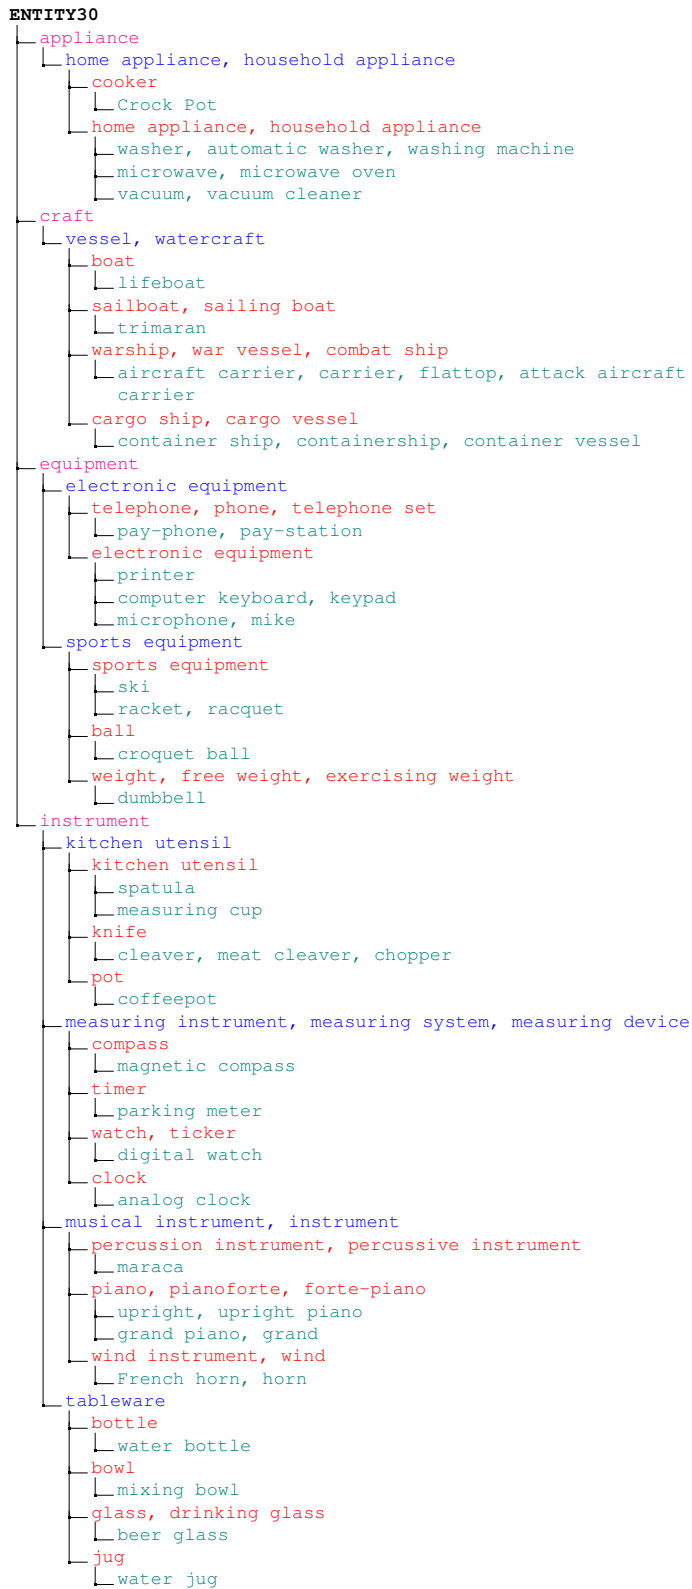 ENTITY30
appliance
home appliance, household appliance
cooker
Crock Pot
home appliance, household appliance
washer, automatic washer, washing machine
microwave, microwave oven
vacuum, vacuum cleaner
craft
vessel, watercraft
boat
lifeboat
sailboat, sailing boat
trimaran
warship, war vessel, combat ship
aircraft carrier, carrier, flattop, attack aircraft
carrier
cargo ship, cargo vessel
container ship, containership, container vessel
equipment
electronic equipment
telephone, phone, telephone set
pay-phone, pay-station
electronic equipment
printer
computer keyboard, keypad
microphone, mike
sports equipment
sports equipment
ski
racket, racquet
ball
croquet ball
weight, free weight, exercising weight
dumbbell
instrument
kitchen utensil
kitchen utensil
spatula
measuring cup
knife
cleaver, meat cleaver, chopper
pot
coffeepot
measuring instrument, measuring system, measuring device
compass
magnetic compass
timer
parking meter
watch, ticker
digital watch
clock
analog clock
musical instrument, instrument
percussion instrument, percussive instrument
maraca
piano, pianoforte, forte-piano
upright, upright piano
grand piano, grand
wind instrument, wind
French horn, horn
tableware
bottle
water bottle
bowl
mixing bowl
glass, drinking glass
beer glass
jug
water jug